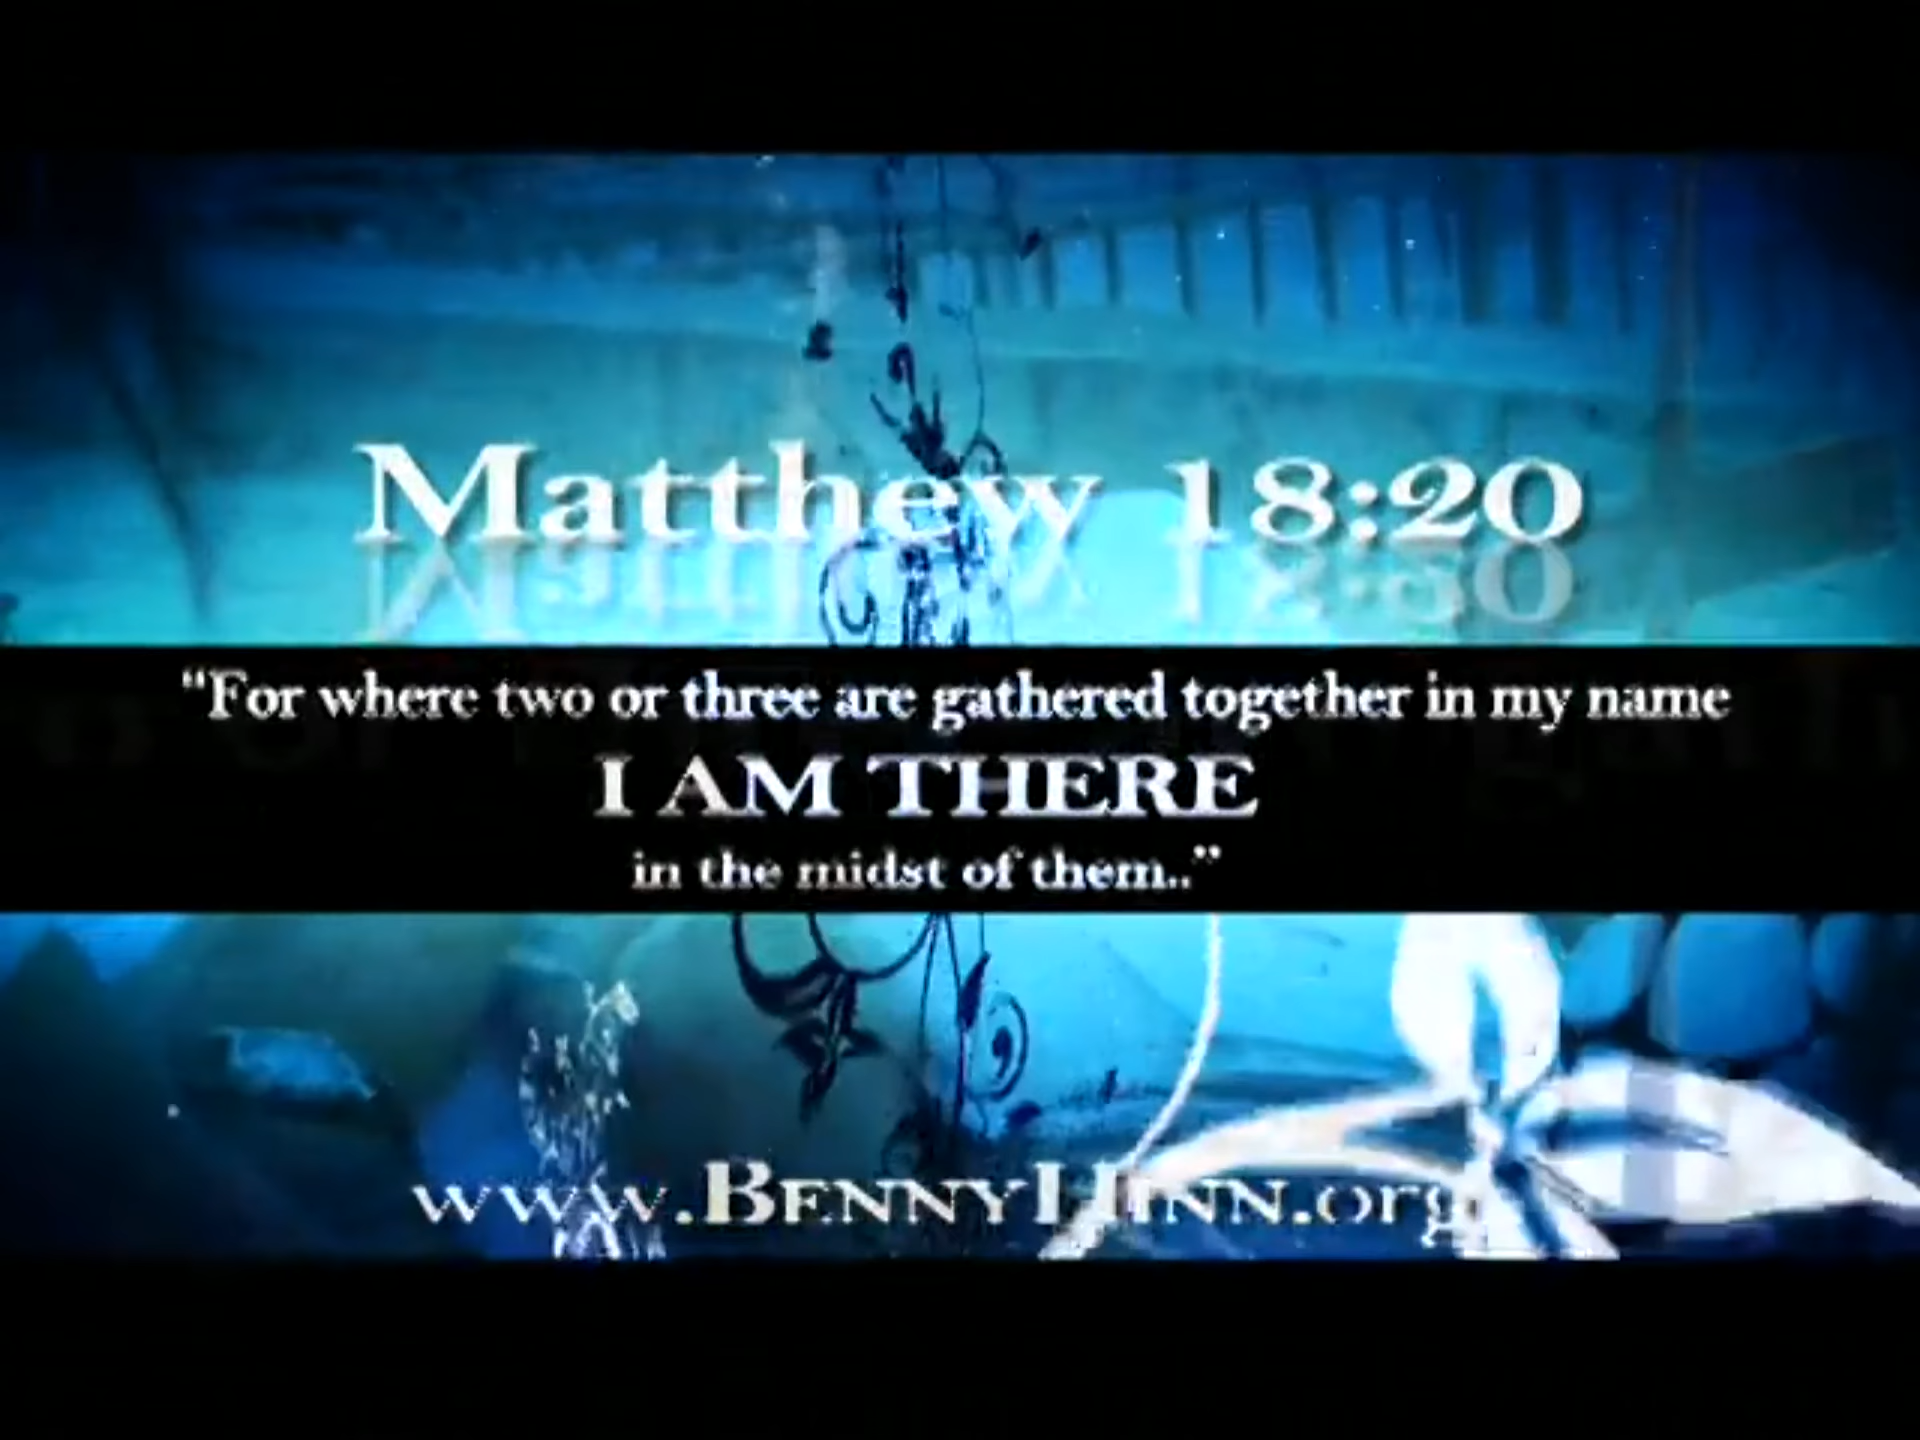 Matthew 18:20
“For where two or three are gathered together in my name
I AM THERE
in the midst of them..”
www.BENNYHINN.org